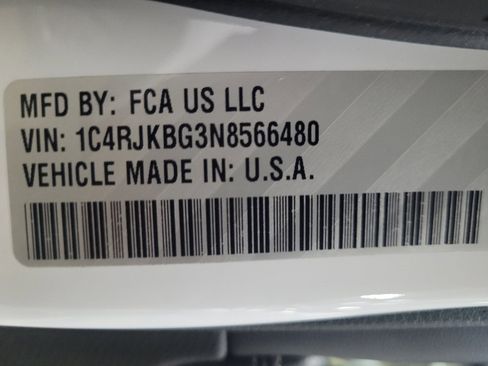 MFD BY: FCA US LLC
VIN: 1C4RJKBG3N8566480
VEHICLE MADE IN: U.S.A.